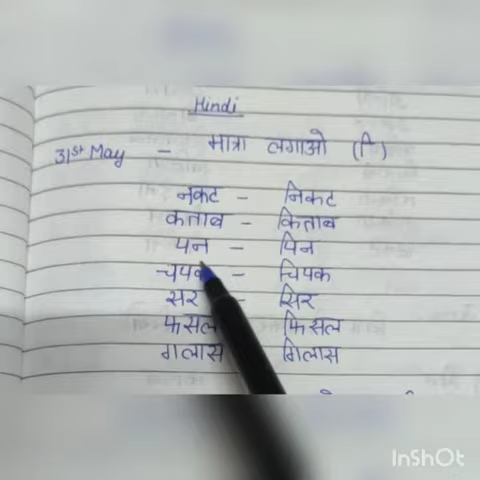 Hindi
31st May - मात्रा लगाओ (ि)
नकट - निकट
कताब - किताब
पन - पिन
चपक - चिपक
सर - सिर
फसल - फिसल
गलास - गिलास
InShOt